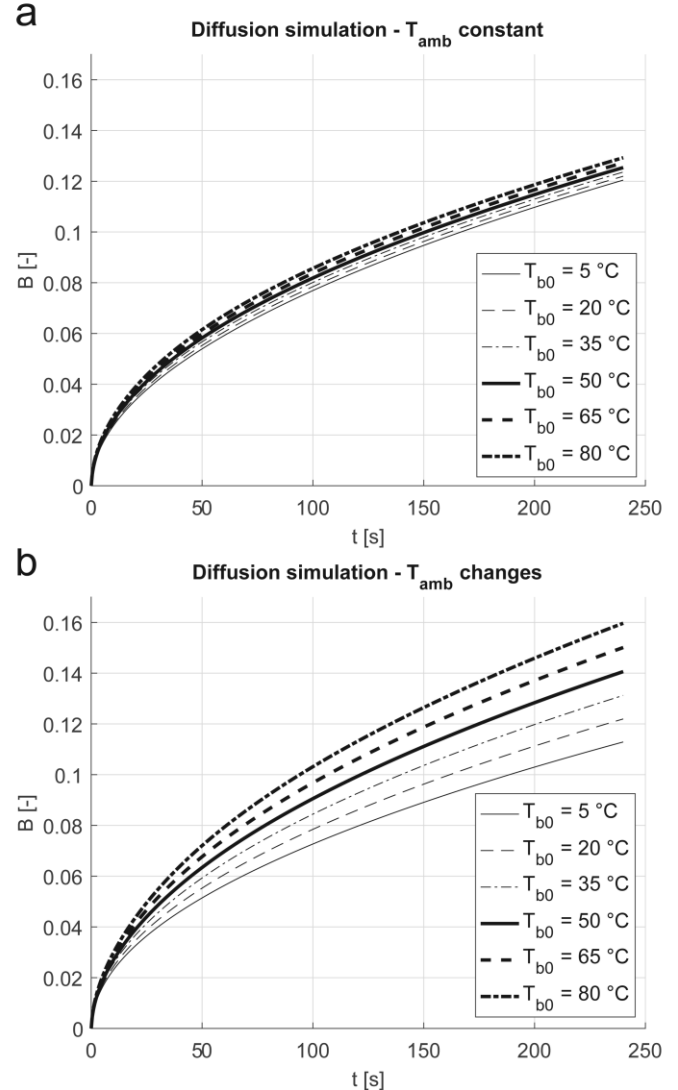 a
Diffusion simulation - T_amb constant
0.16
0.14
0.12
0.1
0.08
0.06
0.04
0.02
0
B [-]
T_b0 = 5 °C
T_b0 = 20 °C
T_b0 = 35 °C
T_b0 = 50 °C
T_b0 = 65 °C
T_b0 = 80 °C
0 50 100 150 200 250
t [s]
b
Diffusion simulation - T_amb changes
0.16
0.14
0.12
0.1
0.08
0.06
0.04
0.02
0
B [-]
T_b0 = 5 °C
T_b0 = 20 °C
T_b0 = 35 °C
T_b0 = 50 °C
T_b0 = 65 °C
T_b0 = 80 °C
0 50 100 150 200 250
t [s]